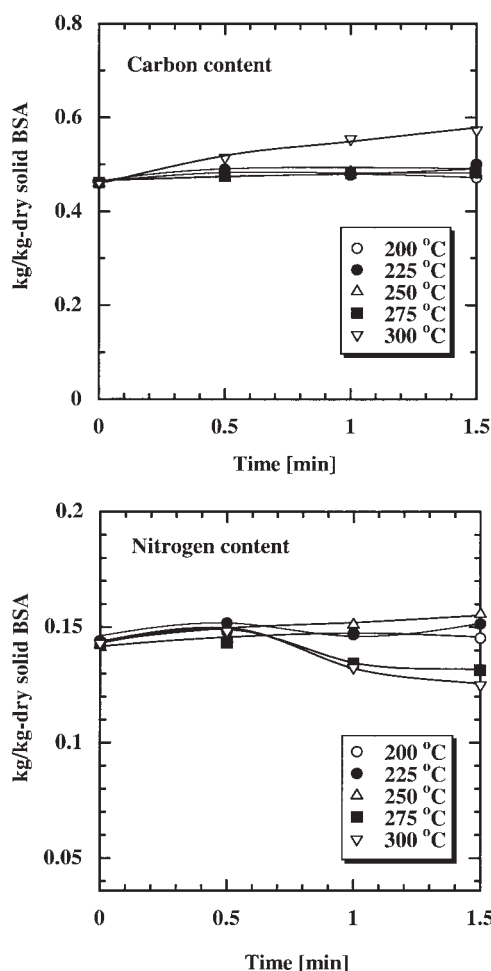 0.8
Carbon content
0.6
0.4
0.2
0
kg/kg-dry solid BSA
200 °C
225 °C
250 °C
275 °C
300 °C
0 0.5 1 1.5
Time [min]
0.2
Nitrogen content
0.15
0.1
0.05
kg/kg-dry solid BSA
200 °C
225 °C
250 °C
275 °C
300 °C
0 0.5 1 1.5
Time [min]